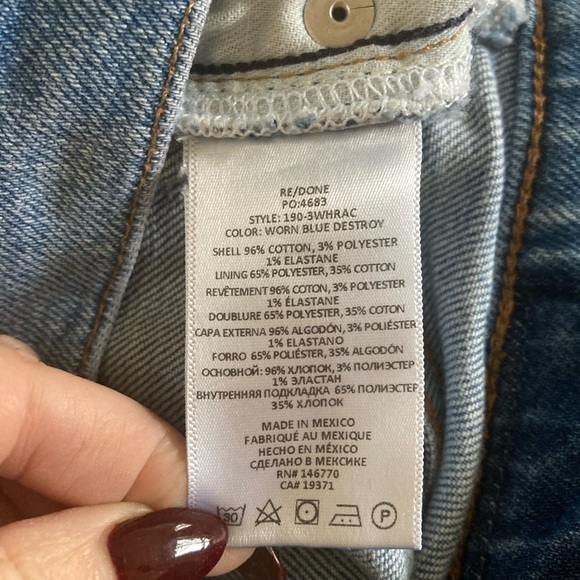 RE/DONE
PO:4683
STYLE: 190-3WHRAC
COLOR: WORN BLUE DESTROY
SHELL 96% COTTON, 3% POLYESTER
1% ELASTANE
LINING 65% POLYESTER, 35% COTTON
REVÊTEMENT 96% COTON, 3% POLYESTER
1% ÉLASTANE
DOUBLURE 65% POLYESTER, 35% COTON
CAPA EXTERNA 96% ALGODÓN, 3% POLIÉSTER
1% ELASTANO
FORRO 65% POLIÉSTER, 35% ALGODÓN
ОСНОВНОЙ: 96% ХЛОПОК, 3% ПОЛИЭСТЕР
1% ЭЛАСТАН
ВНУТРЕННЯЯ ПОДКЛАДКА 65% ПОЛИЭСТЕР
35% ХЛОПОК
MADE IN MEXICO
FABRIQUÉ AU MEXIQUE
HECHO EN MÉXICO
СДЕЛАНО В МЕКСИКЕ
RN# 146770
CA# 19371
30 P